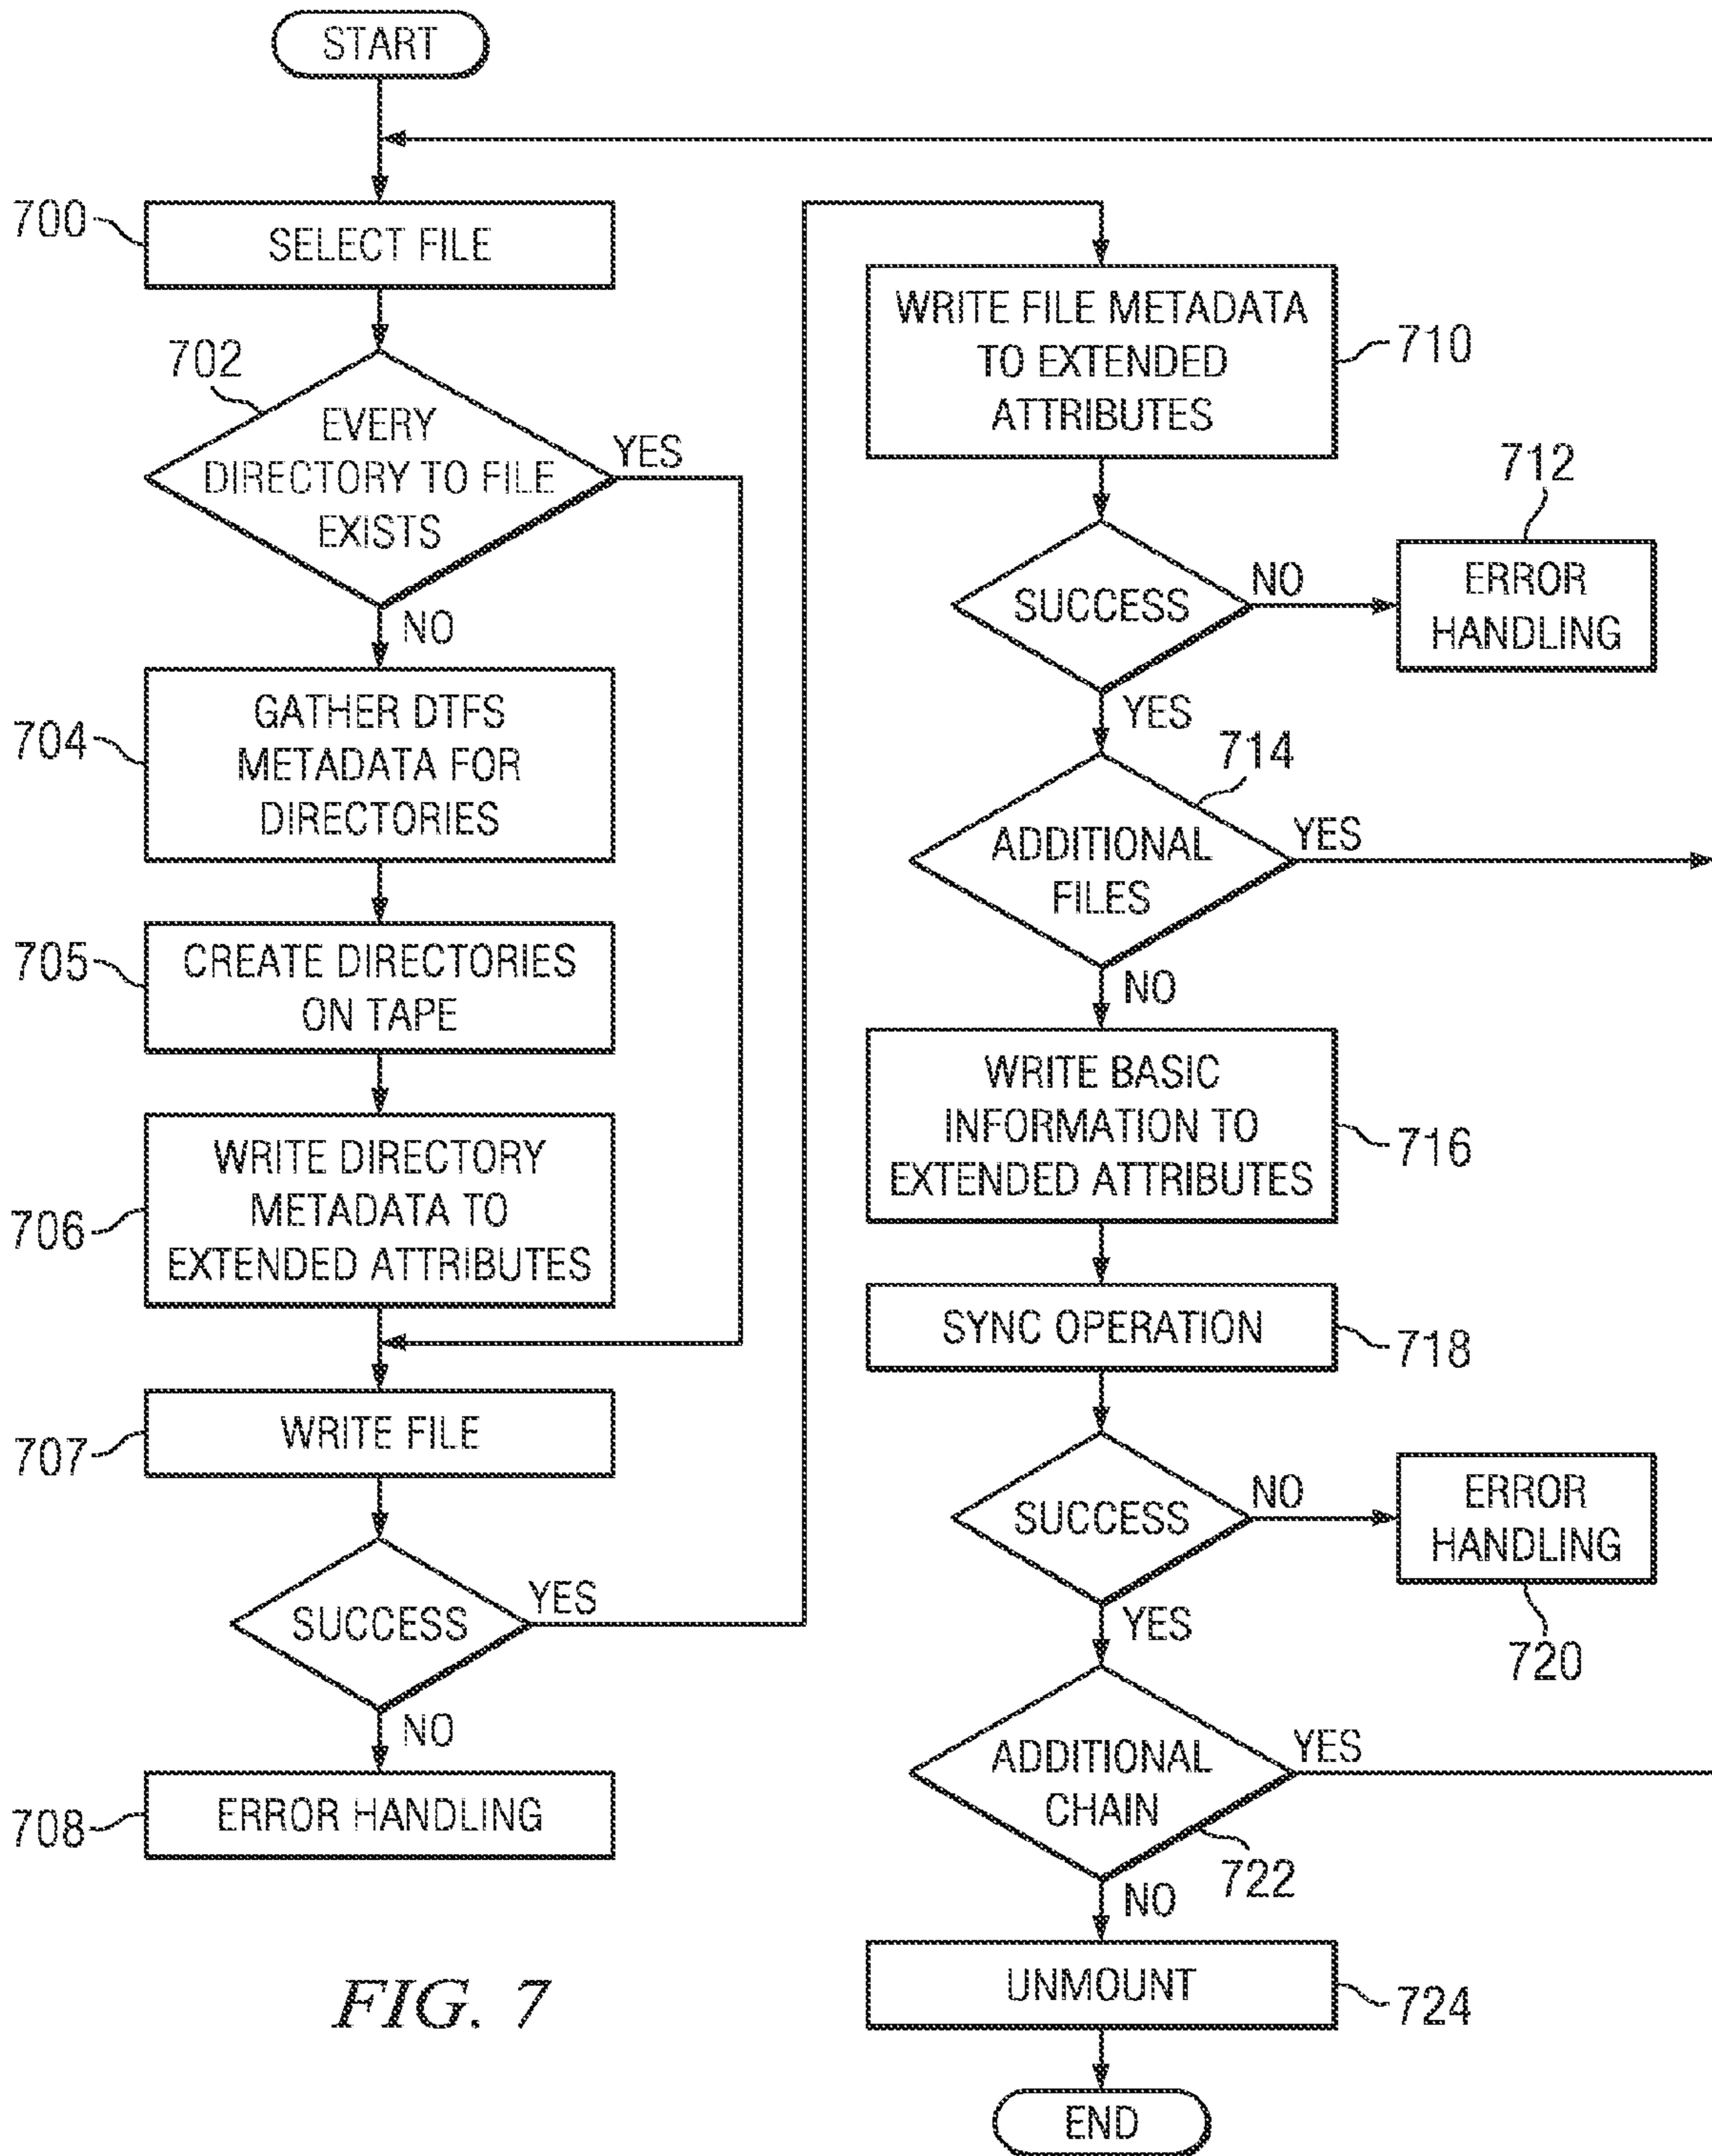 START
700
SELECT FILE
702
EVERY
DIRECTORY TO FILE
EXISTS
YES
NO
704
GATHER DTFS
METADATA FOR
DIRECTORIES
705
CREATE DIRECTORIES
ON TAPE
706
WRITE DIRECTORY
METADATA TO
EXTENDED ATTRIBUTES
707
WRITE FILE
SUCCESS
YES
NO
708
ERROR HANDLING
WRITE FILE METADATA
TO EXTENDED
ATTRIBUTES
710
SUCCESS
NO
712
ERROR
HANDLING
YES
714
ADDITIONAL
FILES
YES
NO
WRITE BASIC
INFORMATION TO
EXTENDED ATTRIBUTES
716
SYNC OPERATION
718
SUCCESS
NO
ERROR
HANDLING
720
YES
ADDITIONAL
CHAIN
YES
722
NO
UNMOUNT
724
END
FIG. 7